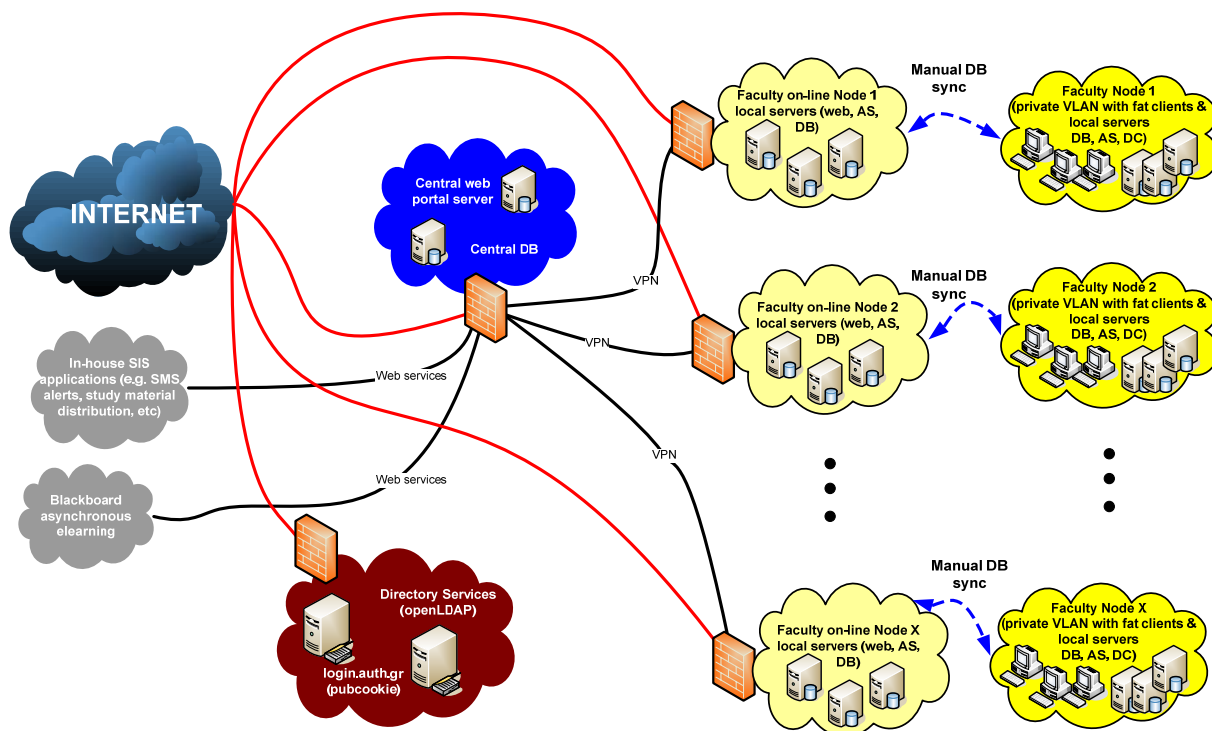 INTERNET
Central web
portal server
Central DB
In-house SIS
applications (e.g. SMS
alerts, study material
distribution, etc)
Blackboard
asynchronous
elearning
Web services
Web services
VPN
VPN
VPN
Directory Services
(openLDAP)
login.auth.gr
(pubcookie)
Faculty on-line Node 1
local servers (web, AS,
DB)
Manual DB
sync
Faculty Node 1
(private VLAN with fat clients &
local servers
DB, AS, DC)
Faculty on-line Node 2
local servers (web, AS,
DB)
Manual DB
sync
Faculty Node 2
(private VLAN with fat clients &
local servers
DB, AS, DC)
Faculty on-line Node X
local servers (web, AS,
DB)
Manual DB
sync
Faculty Node X
(private VLAN with fat clients &
local servers
DB, AS, DC)